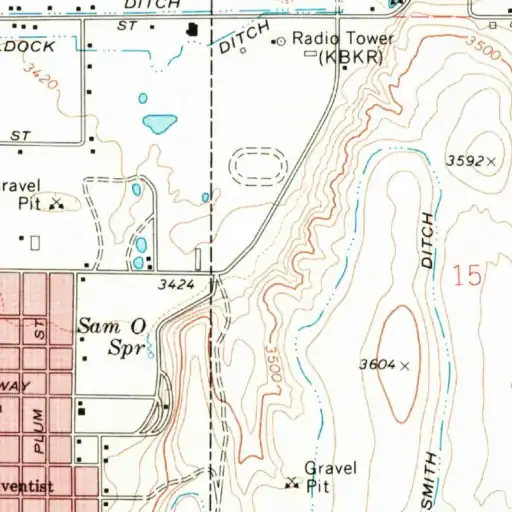 DITCH
ST
DOCK
DITCH
Radio Tower
(KBKR)
3500
3420
ST
3592
ravel
Pit
DITCH
15
3424
Sam O
Spr
ST
3500
3604
WAY
PLUM
Gravel
Pit
SMITH
ventist